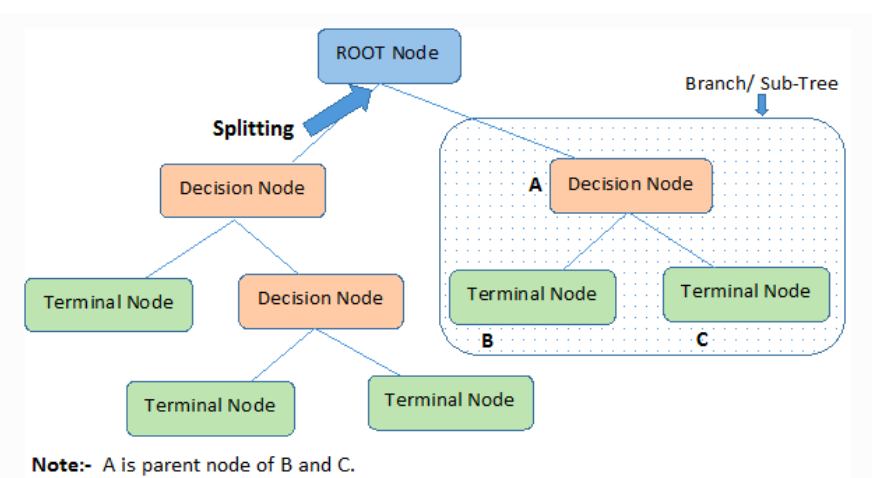 ROOT Node
Branch/ Sub-Tree
Splitting
Decision Node
A
Decision Node
Terminal Node
Decision Node
Terminal Node
Terminal Node
B
C
Terminal Node
Terminal Node
Note:- A is parent node of B and C.